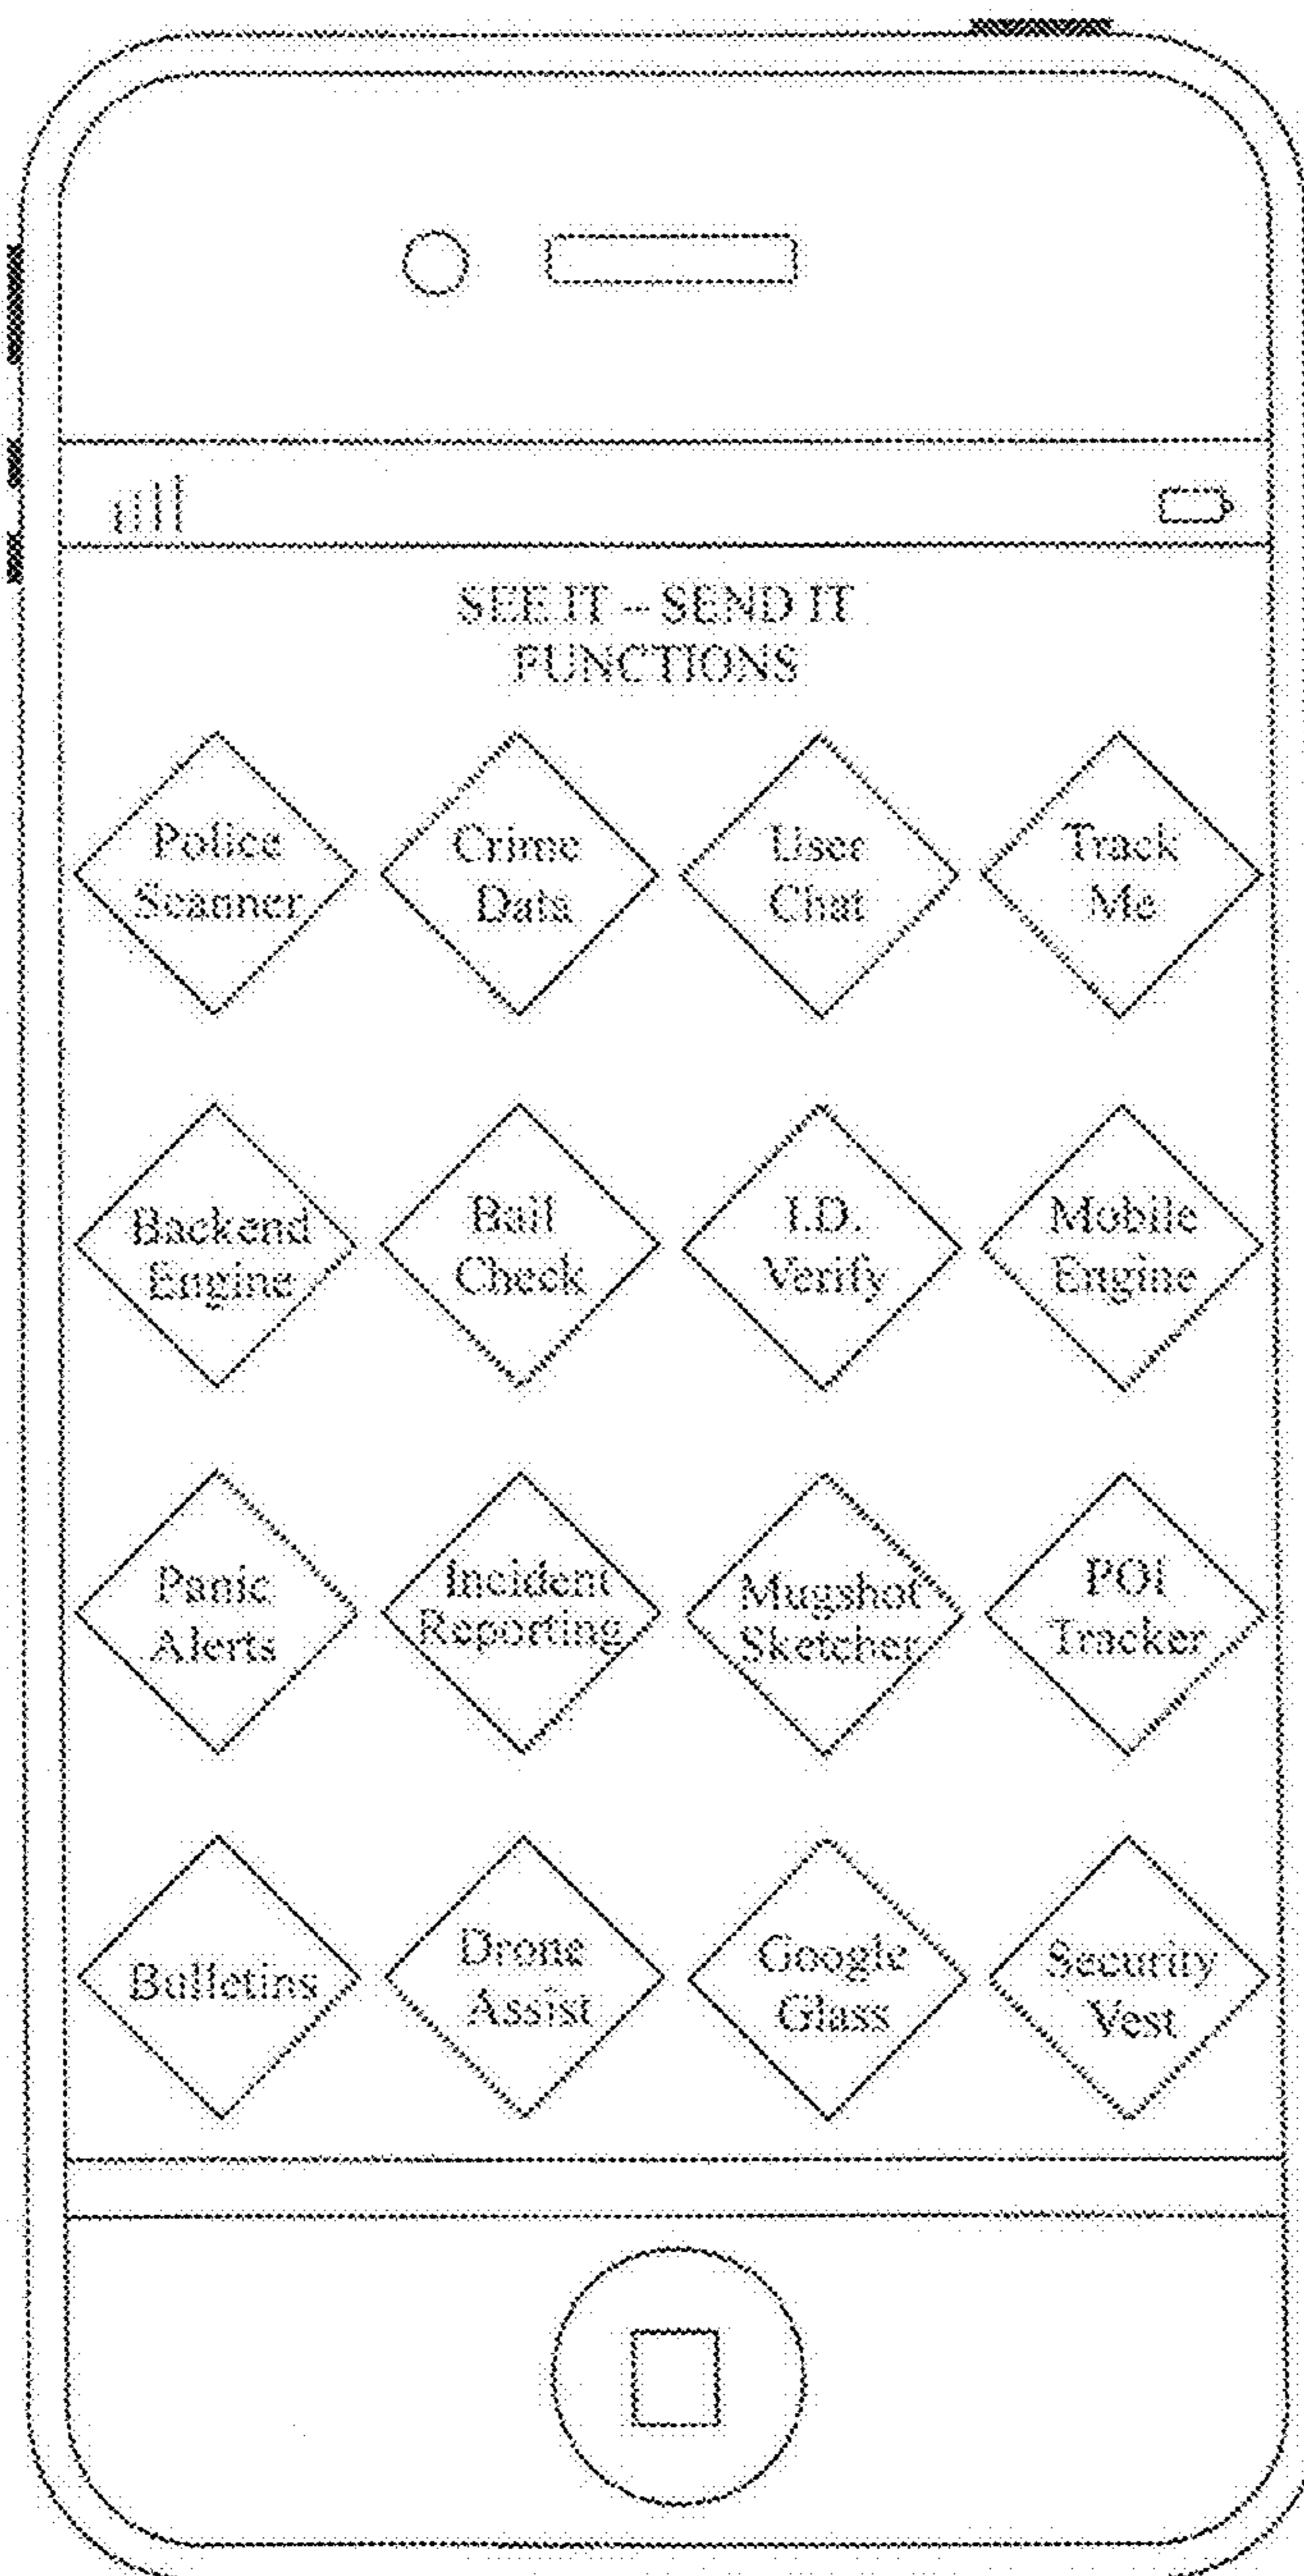 SEE IT -- SEND IT
FUNCTIONS
Police
Scanner
Crime
Data
User
Chat
Track
Me
Backend
Engine
Bail
Check
I.D.
Verify
Mobile
Engine
Panic
Alerts
Incident
Reporting
Mugshot
Sketcher
POI
Tracker
Bulletins
Drone
Assist
Google
Glass
Security
Vest